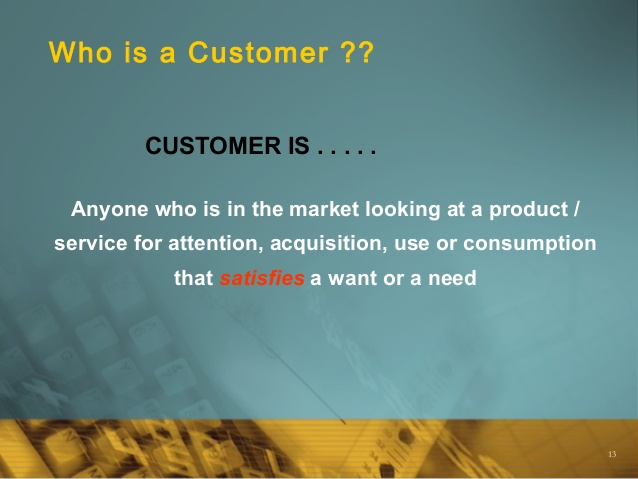 Who is a Customer ??
CUSTOMER IS . . . . .
Anyone who is in the market looking at a product /
service for attention, acquisition, use or consumption
that satisfies a want or a need
13